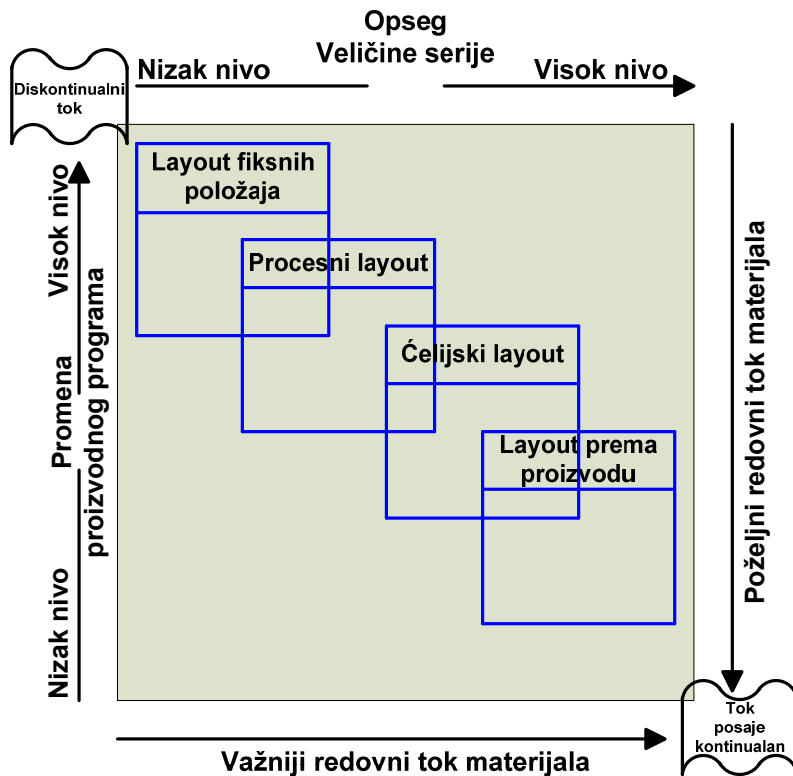 Opseg
Veličine serije
Nizak nivo
Visok nivo
Diskontualni
tok
Layout fiksnih
položaja
Procesni layout
Ćelijski layout
Layout prema
proizvodu
Visok nivo
Promena
proizvodnog programa
Nizak nivo
Poželjni redovni tok materijala
Tok
posaje
kontinualan
Važniji redovni tok materijala